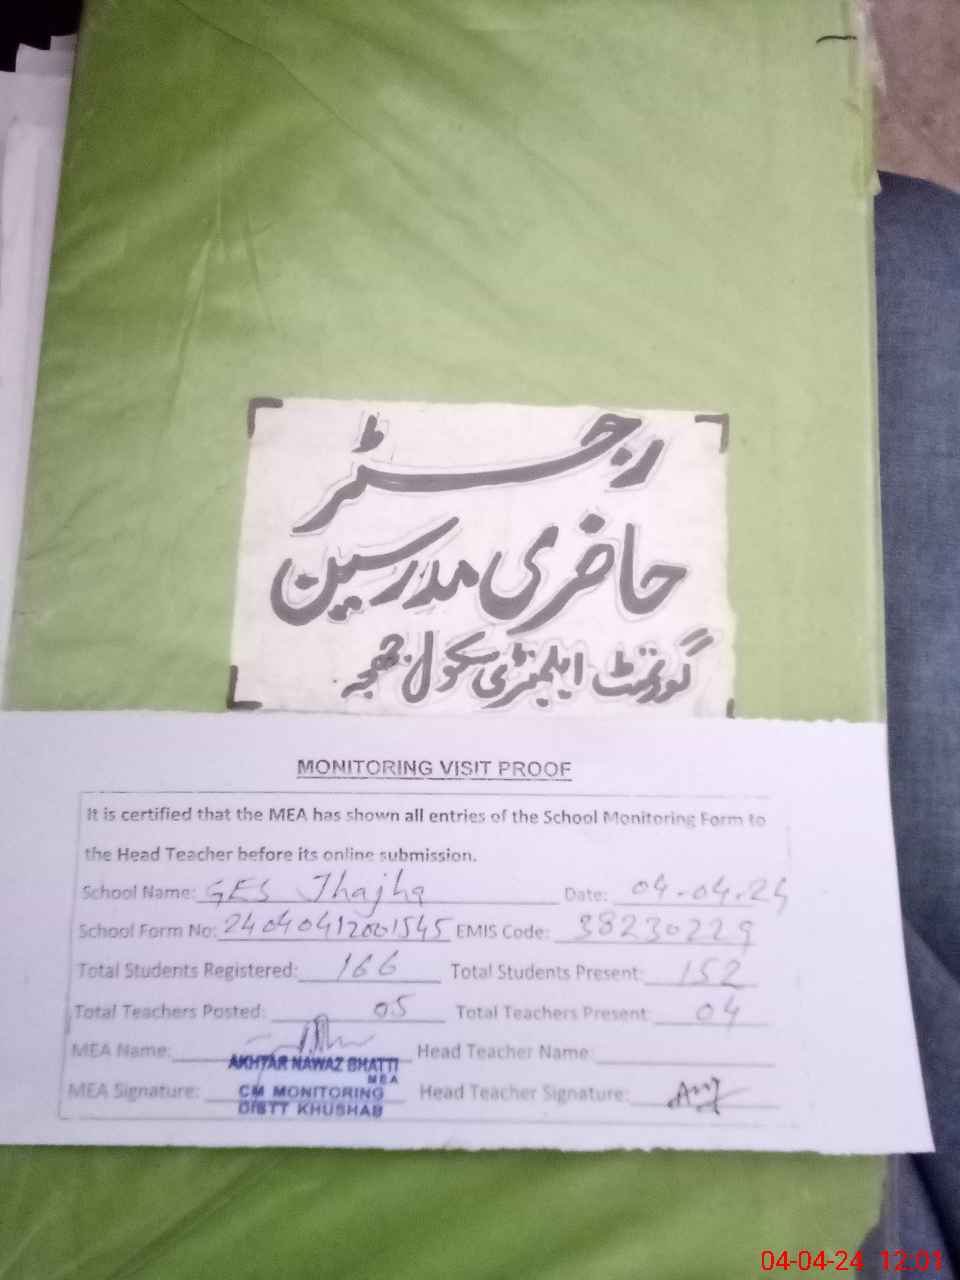 رجسٹر
حاضری مدرسین
گورنمنٹ ایلمنٹری سکول جھجہ
MONITORING VISIT PROOF
It is certified that the MEA has shown all entries of the School Monitoring Form to
the Head Teacher before its online submission.
School Name: GES Jhajha Date: 04-04-24
School Form No: 24040412001545 EMIS Code: 38230229
Total Students Registered: 166 Total Students Present: 152
Total Teachers Posted: 05 Total Teachers Present 04
MEA Name: AKHTAR NAWAZ BHATTI Head Teacher Name:
MEA
MEA Signature: CM MONITORING Head Teacher Signature:
DISTT KHUSHAB
04-04-24 12:01